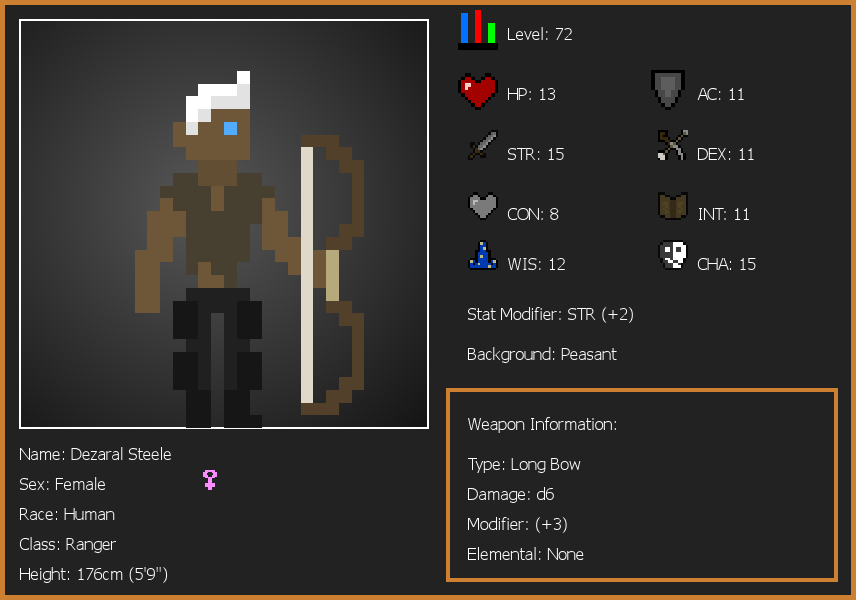 Level: 72
HP: 13
AC: 11
STR: 15
DEX: 11
CON: 8
INT: 11
WIS: 12
CHA: 15
Stat Modifier: STR (+2)
Background: Peasant
Weapon Information:
Type: Long Bow
Damage: d6
Modifier: (+3)
Elemental: None
Name: Dezaral Steele
Sex: Female
Race: Human
Class: Ranger
Height: 176cm (5'9")